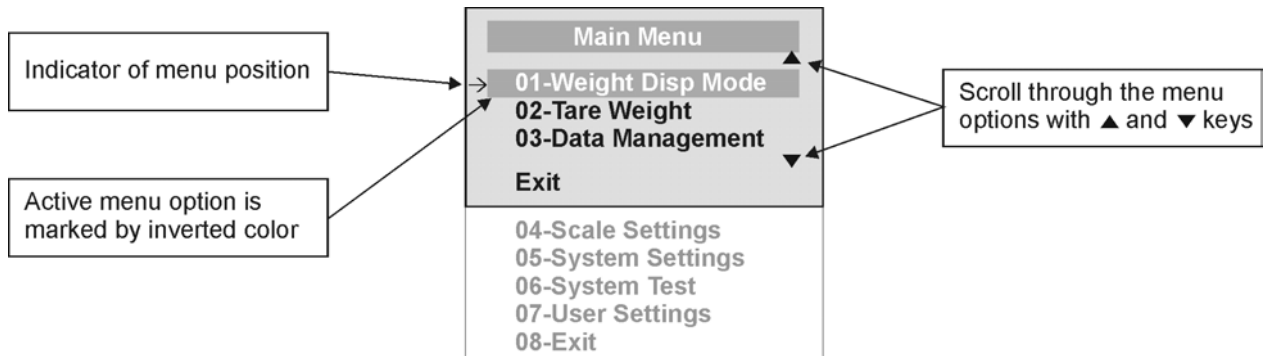 Main Menu
Indicator of menu position
→
01-Weight Disp Mode
02-Tare Weight
03-Data Management
Exit
Scroll through the menu
options with ▲ and ▼ keys
Active menu option is
marked by inverted color
04-Scale Settings
05-System Settings
06-System Test
07-User Settings
08-Exit